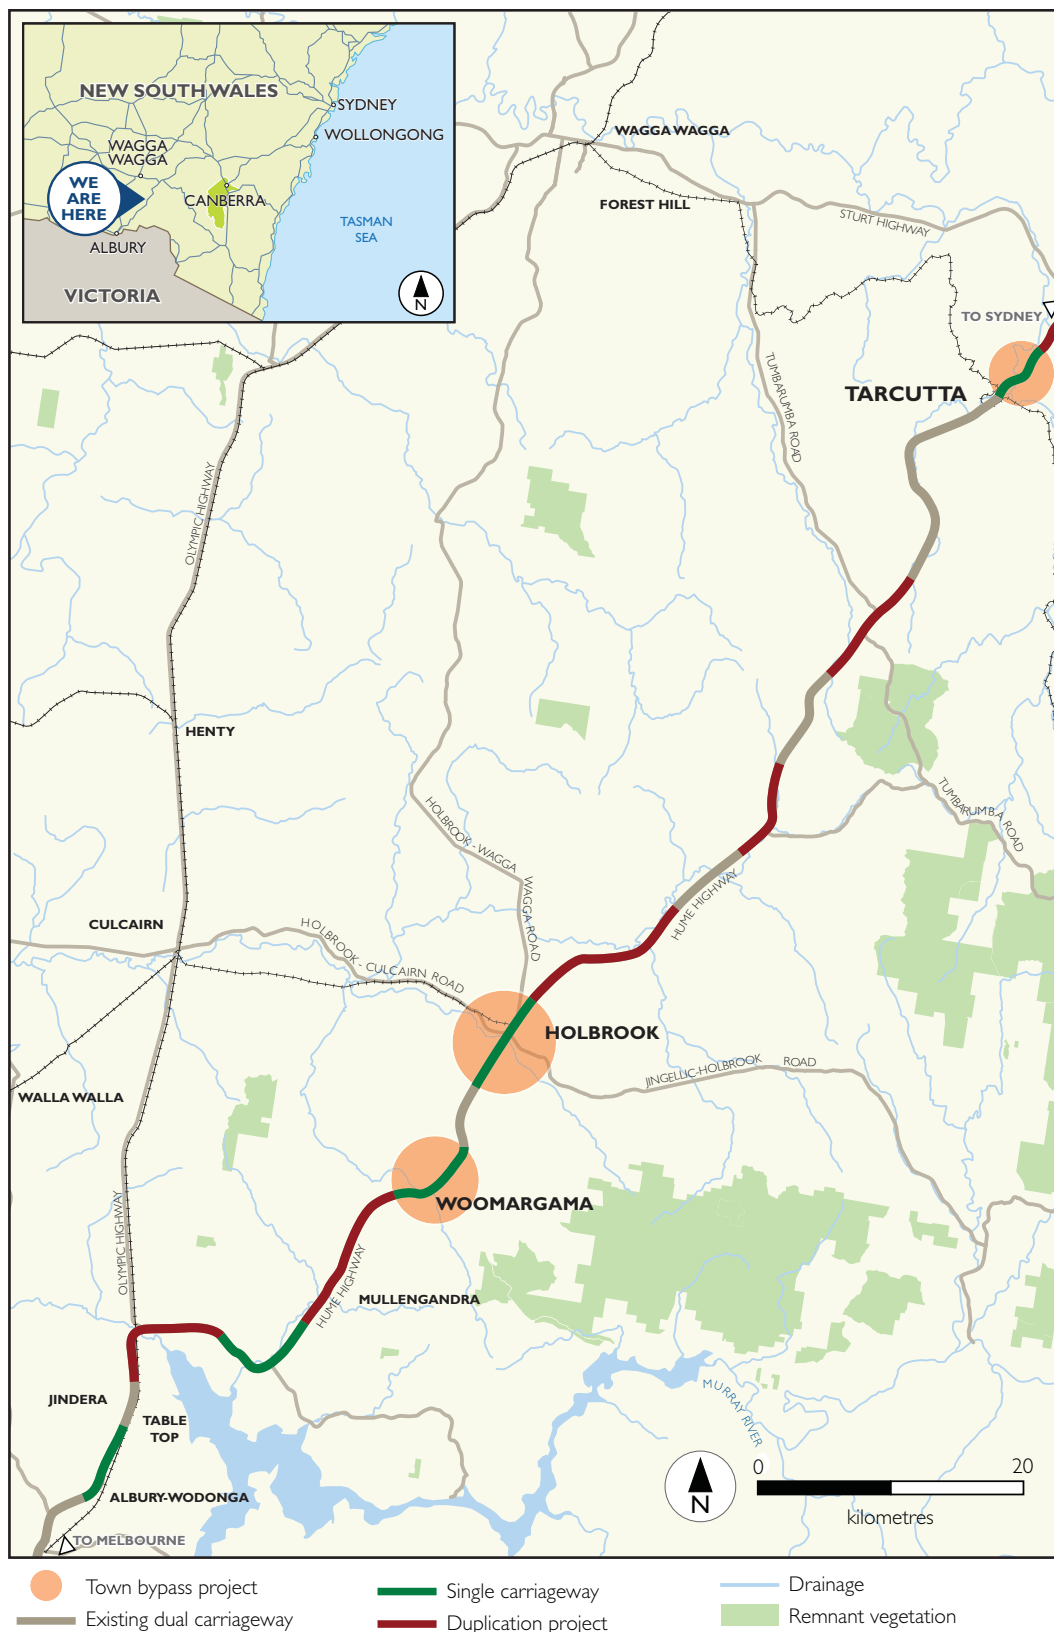 NEW SOUTH WALES
SYDNEY
WOLLONGONG
WAGGA
WAGGA
WE
ARE
HERE
CANBERRA
TASMAN
SEA
ALBURY
VICTORIA
N
WAGGA WAGGA
FOREST HILL
STURT HIGHWAY
TO SYDNEY
TARCUTTA
TUMBARUMBA ROAD
OLYMPIC HIGHWAY
HENTY
HOLBROOK - WAGGA
WAGGA ROAD
TUMBARUMBA ROAD
HUME HIGHWAY
CULCAIRN
HOLBROOK - CULCAIRN ROAD
HOLBROOK
JINGELLIC-HOLBROOK ROAD
WALLA WALLA
WOOMARGAMA
OLYMPIC HIGHWAY
HUME HIGHWAY
MULLENGANDRA
JINDERA
TABLE
TOP
MURRAY RIVER
ALBURY-WODONGA
TO MELBOURNE
N
0 20
kilometres
Town bypass project
Existing dual carriageway
Single carriageway
Duplication project
Drainage
Remnant vegetation